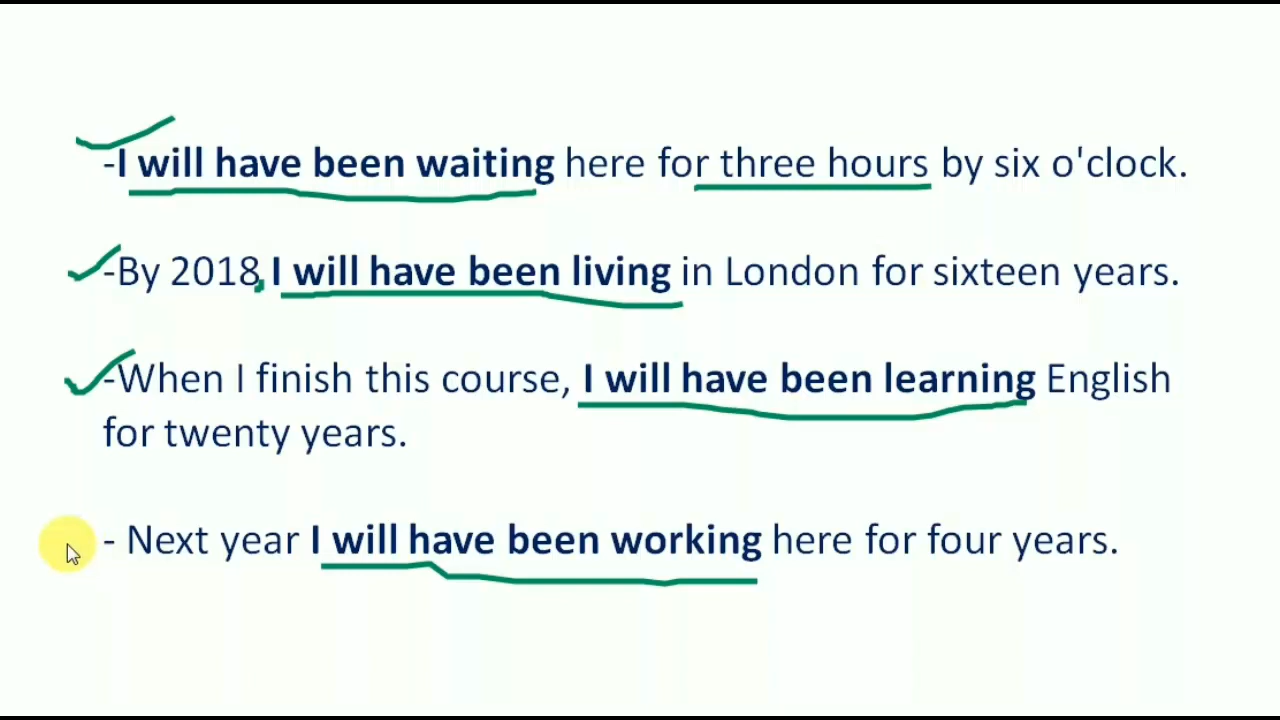 -I will have been waiting here for three hours by six o'clock.
-By 2018, I will have been living in London for sixteen years.
-When I finish this course, I will have been learning English
for twenty years.
- Next year I will have been working here for four years.